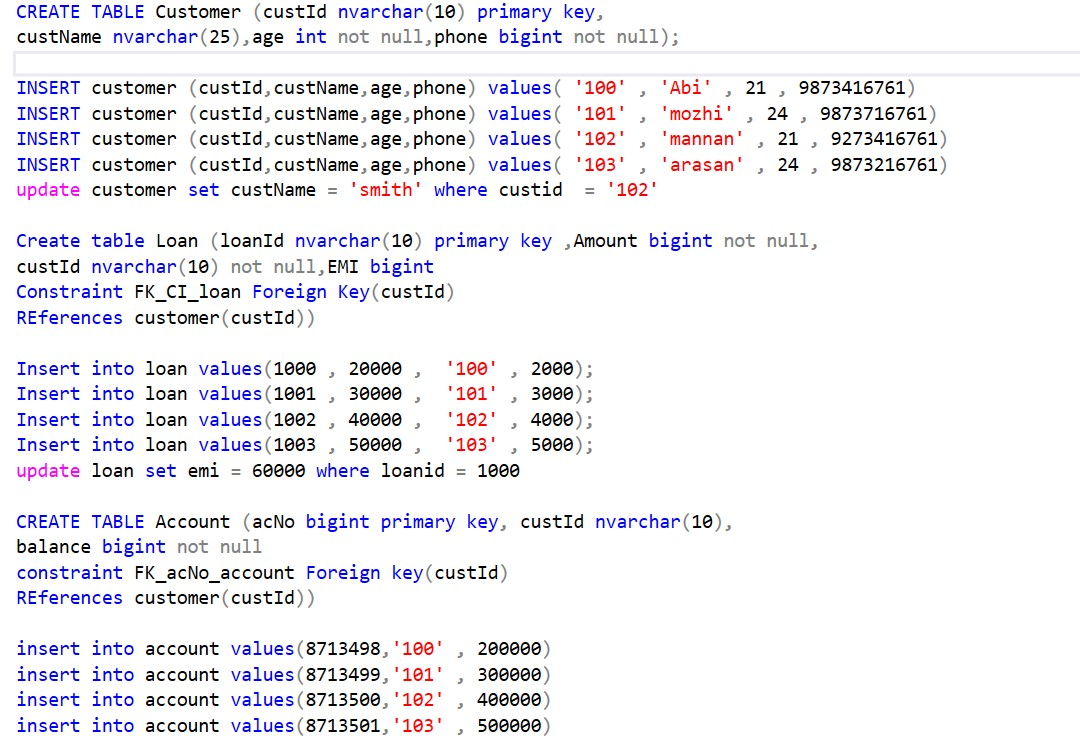 CREATE TABLE Customer (custId nvarchar(10) primary key,
custName nvarchar(25),age int not null,phone bigint not null);
INSERT customer (custId,custName,age,phone) values( '100' , 'Abi' , 21 , 9873416761)
INSERT customer (custId,custName,age,phone) values( '101' , 'mozhi' , 24 , 9873716761)
INSERT customer (custId,custName,age,phone) values( '102' , 'mannan' , 21 , 9273416761)
INSERT customer (custId,custName,age,phone) values( '103' , 'arasan' , 24 , 9873216761)
update customer set custName = 'smith' where custid  = '102'
Create table Loan (loanId nvarchar(10) primary key ,Amount bigint not null,
custId nvarchar(10) not null,EMI bigint
Constraint FK_CI_loan Foreign Key(custId)
REferences customer(custId))
Insert into loan values(1000 , 20000 ,  '100' , 2000);
Insert into loan values(1001 , 30000 ,  '101' , 3000);
Insert into loan values(1002 , 40000 ,  '102' , 4000);
Insert into loan values(1003 , 50000 ,  '103' , 5000);
update loan set emi = 60000 where loanid = 1000
CREATE TABLE Account (acNo bigint primary key, custId nvarchar(10),
balance bigint not null
constraint FK_acNo_account Foreign key(custId)
REferences customer(custId))
insert into account values(8713498,'100' , 200000)
insert into account values(8713499,'101' , 300000)
insert into account values(8713500,'102' , 400000)
insert into account values(8713501,'103' , 500000)